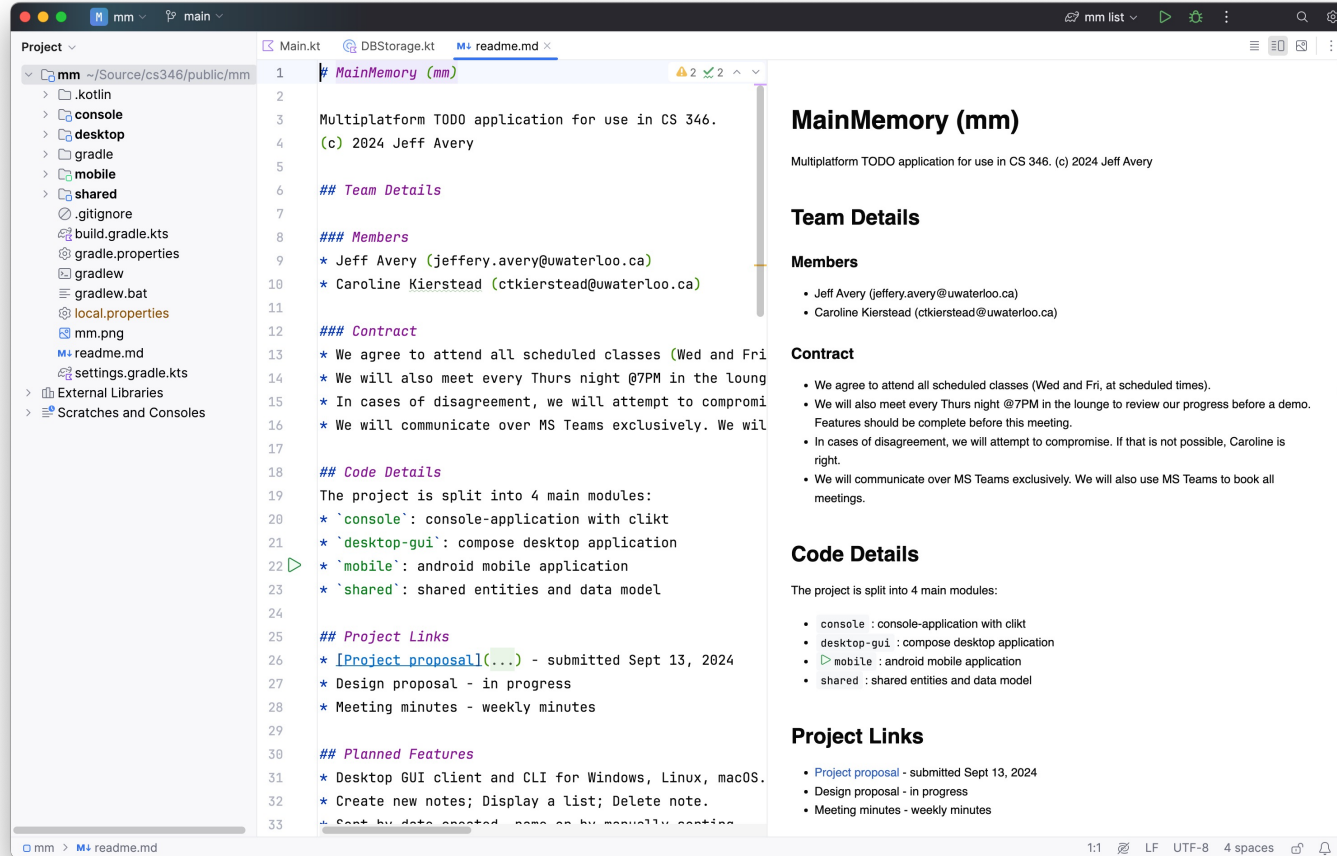 M mm main mm list
Project
Main.kt DBStorage.kt M↓ readme.md ×
mm ~/Source/cs346/public/mm
.kotlin
console
desktop
gradle
mobile
shared
.gitignore
build.gradle.kts
gradle.properties
gradlew
gradlew.bat
local.properties
mm.png
M↓ readme.md
settings.gradle.kts
External Libraries
Scratches and Consoles
2 2
1 # MainMemory (mm)
2
3 Multiplatform TODO application for use in CS 346.
4 (c) 2024 Jeff Avery
5
6 ## Team Details
7
8 ### Members
9 * Jeff Avery (jeffery.avery@uwaterloo.ca)
10 * Caroline Kierstead (ctkierstead@uwaterloo.ca)
11
12 ### Contract
13 * We agree to attend all scheduled classes (Wed and Fri
14 * We will also meet every Thurs night @7PM in the loung
15 * In cases of disagreement, we will attempt to compromi
16 * We will communicate over MS Teams exclusively. We wil
17
18 ## Code Details
19 The project is split into 4 main modules:
20 * `console`: console-application with clikt
21 * `desktop-gui`: compose desktop application
22 * `mobile`: android mobile application
23 * `shared`: shared entities and data model
24
25 ## Project Links
26 * [Project proposal](...) - submitted Sept 13, 2024
27 * Design proposal - in progress
28 * Meeting minutes - weekly minutes
29
30 ## Planned Features
31 * Desktop GUI client and CLI for Windows, Linux, macOS.
32 * Create new notes; Display a list; Delete note.
33 * Sort by date created, name or by manually sorting
MainMemory (mm)
Multiplatform TODO application for use in CS 346. (c) 2024 Jeff Avery
Team Details
Members
• Jeff Avery (jeffery.avery@uwaterloo.ca)
• Caroline Kierstead (ctkierstead@uwaterloo.ca)
Contract
• We agree to attend all scheduled classes (Wed and Fri, at scheduled times).
• We will also meet every Thurs night @7PM in the lounge to review our progress before a demo.
Features should be complete before this meeting.
• In cases of disagreement, we will attempt to compromise. If that is not possible, Caroline is
right.
• We will communicate over MS Teams exclusively. We will also use MS Teams to book all
meetings.
Code Details
The project is split into 4 main modules:
• console : console-application with clikt
• desktop-gui : compose desktop application
• mobile : android mobile application
• shared : shared entities and data model
Project Links
• Project proposal - submitted Sept 13, 2024
• Design proposal - in progress
• Meeting minutes - weekly minutes
mm > M↓ readme.md
1:1 LF UTF-8 4 spaces